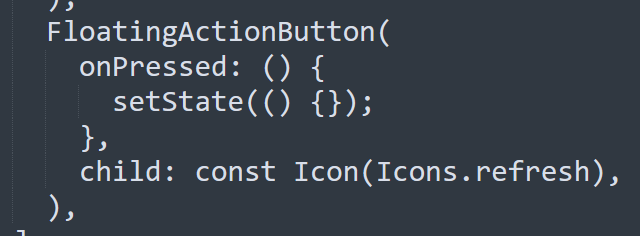 ),
FloatingActionButton(
onPressed: () {
setState(() {});
},
child: const Icon(Icons.refresh),
),